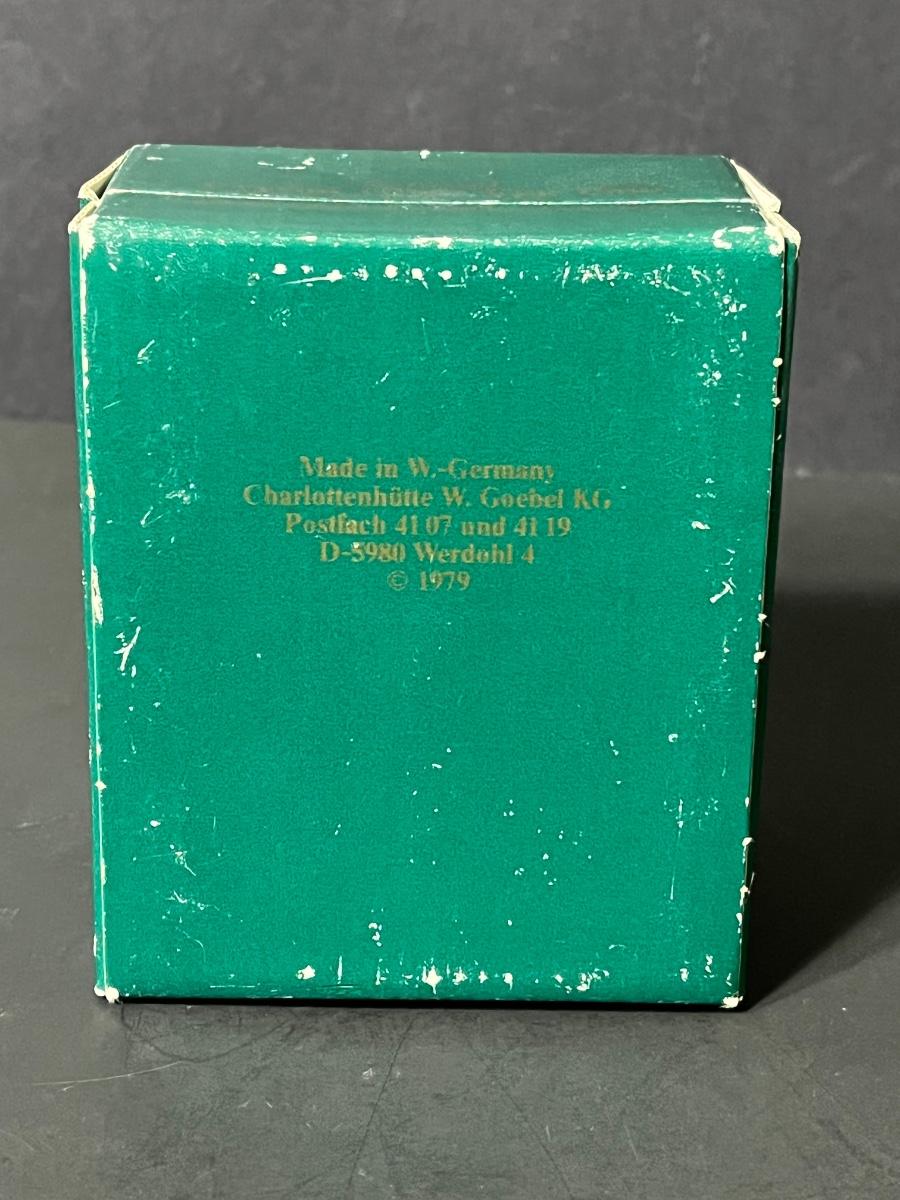 Made in W.-Germany
Charlottenhütte W. Goebel KG
Postfach 41 07 und 41 19
D-5980 Werdohl 4
© 1979